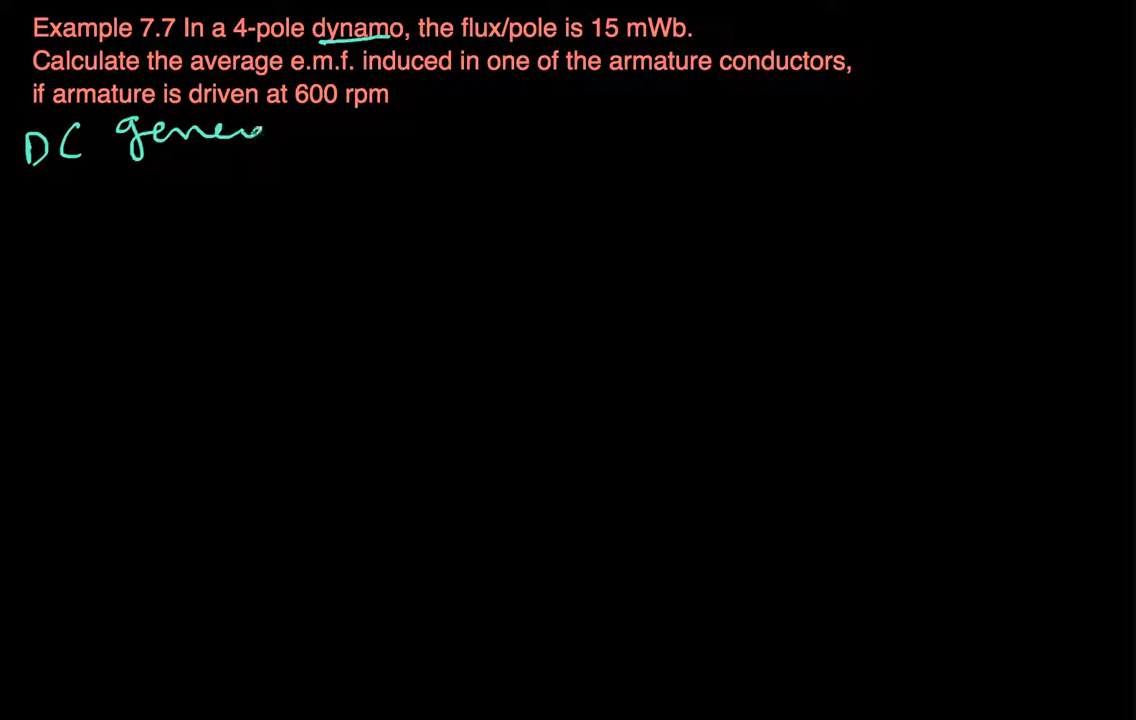 Example 7.7 In a 4-pole dynamo, the flux/pole is 15 mWb.
Calculate the average e.m.f. induced in one of the armature conductors,
if armature is driven at 600 rpm
DC gener